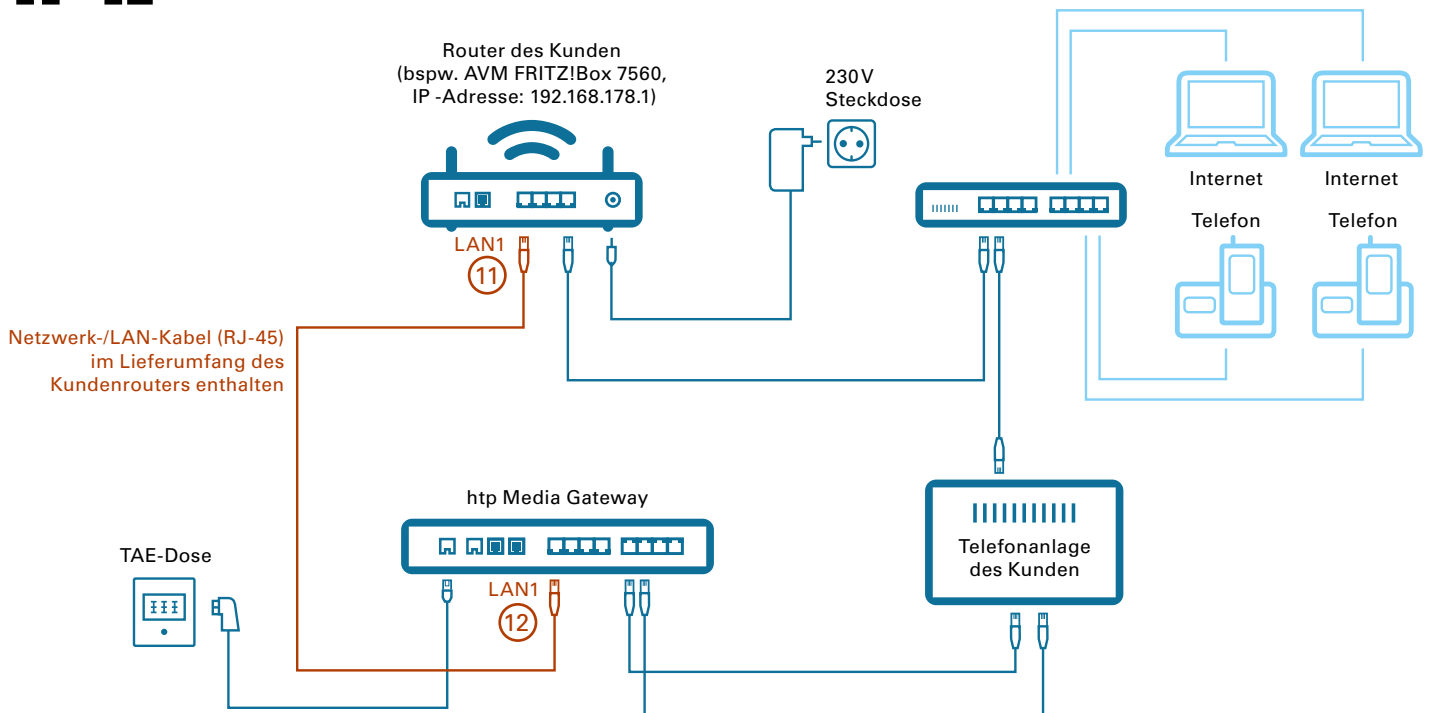 Router des Kunden
(bspw. AVM FRITZ!Box 7560,
IP -Adresse: 192.168.178.1)
230 V
Steckdose
Internet
Internet
Telefon
Telefon
LAN1
11
Netzwerk-/LAN-Kabel (RJ-45)
im Lieferumfang des
Kundenrouters enthalten
htp Media Gateway
TAE-Dose
LAN1
12
Telefonanlage
des Kunden